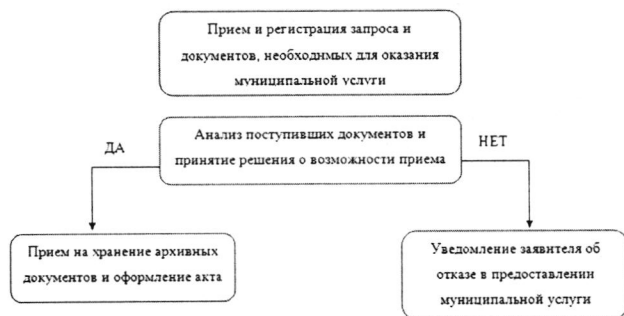 Прием и регистрация запроса и
документов, необходимых для оказания
муниципальной услуги
Анализ поступивших документов и
принятие решения о возможности приема
ДА
НЕТ
Прием на хранение архивных
документов и оформление акта
Уведомление заявителя об
отказе в предоставлении
муниципальной услуги